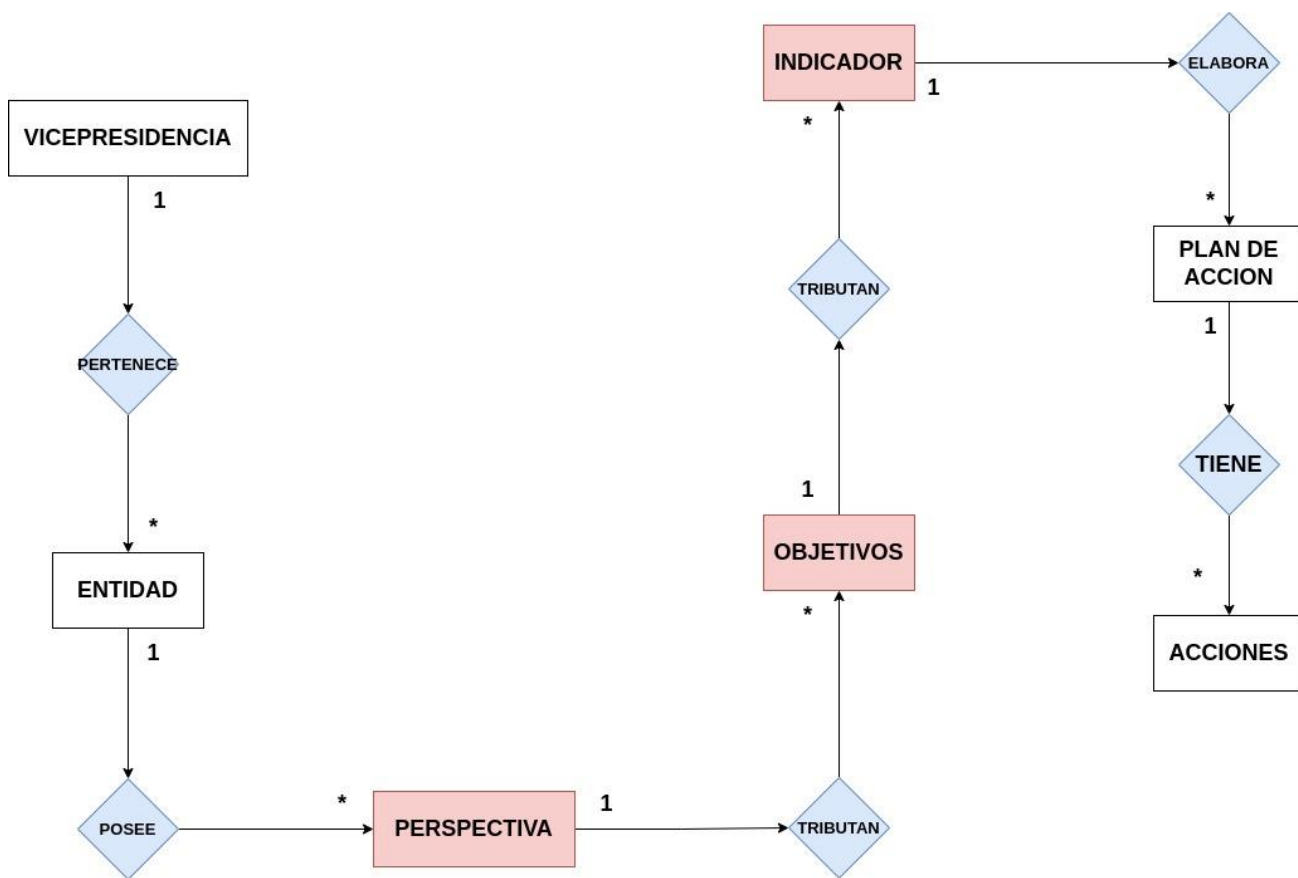 VICEPRESIDENCIA
1
PERTENECE
*
ENTIDAD
1
POSEE
*
PERSPECTIVA
1
TRIBUTAN
*
OBJETIVOS
1
TRIBUTAN
*
INDICADOR
1
ELABORA
*
PLAN DE
ACCION
1
TIENE
*
ACCIONES